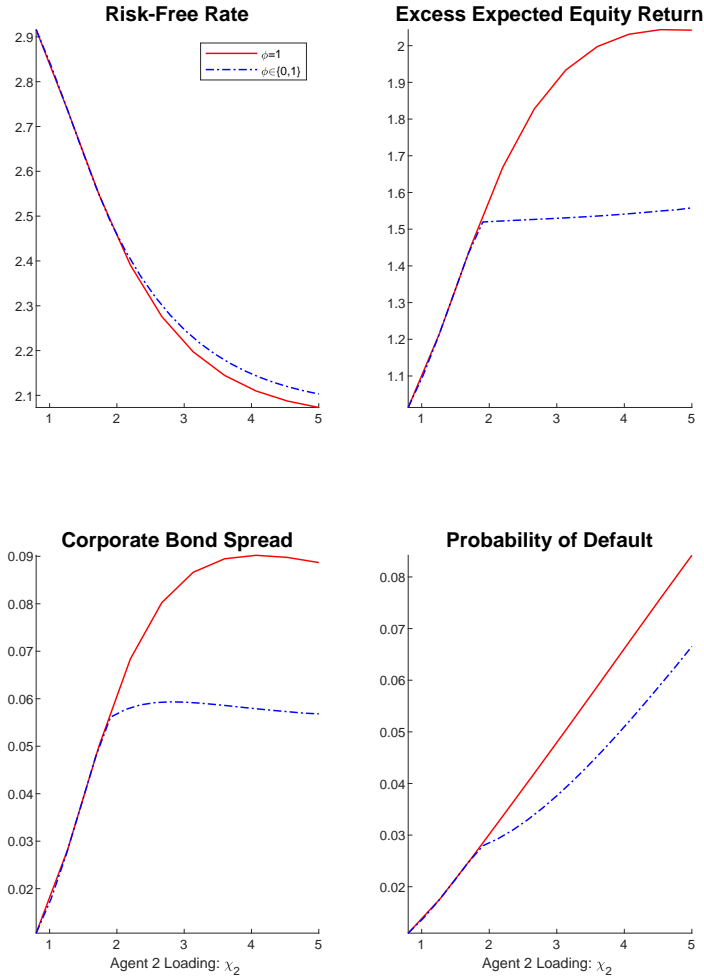 Risk-Free Rate
2.9
2.8
2.7
2.6
2.5
2.4
2.3
2.2
2.1
1 2 3 4 5
ϕ=1
ϕ∈{0,1}
Excess Expected Equity Return
2
1.9
1.8
1.7
1.6
1.5
1.4
1.3
1.2
1.1
1 2 3 4 5
Corporate Bond Spread
0.09
0.08
0.07
0.06
0.05
0.04
0.03
0.02
1 2 3 4 5
Agent 2 Loading: χ₂
Probability of Default
0.08
0.07
0.06
0.05
0.04
0.03
0.02
1 2 3 4 5
Agent 2 Loading: χ₂